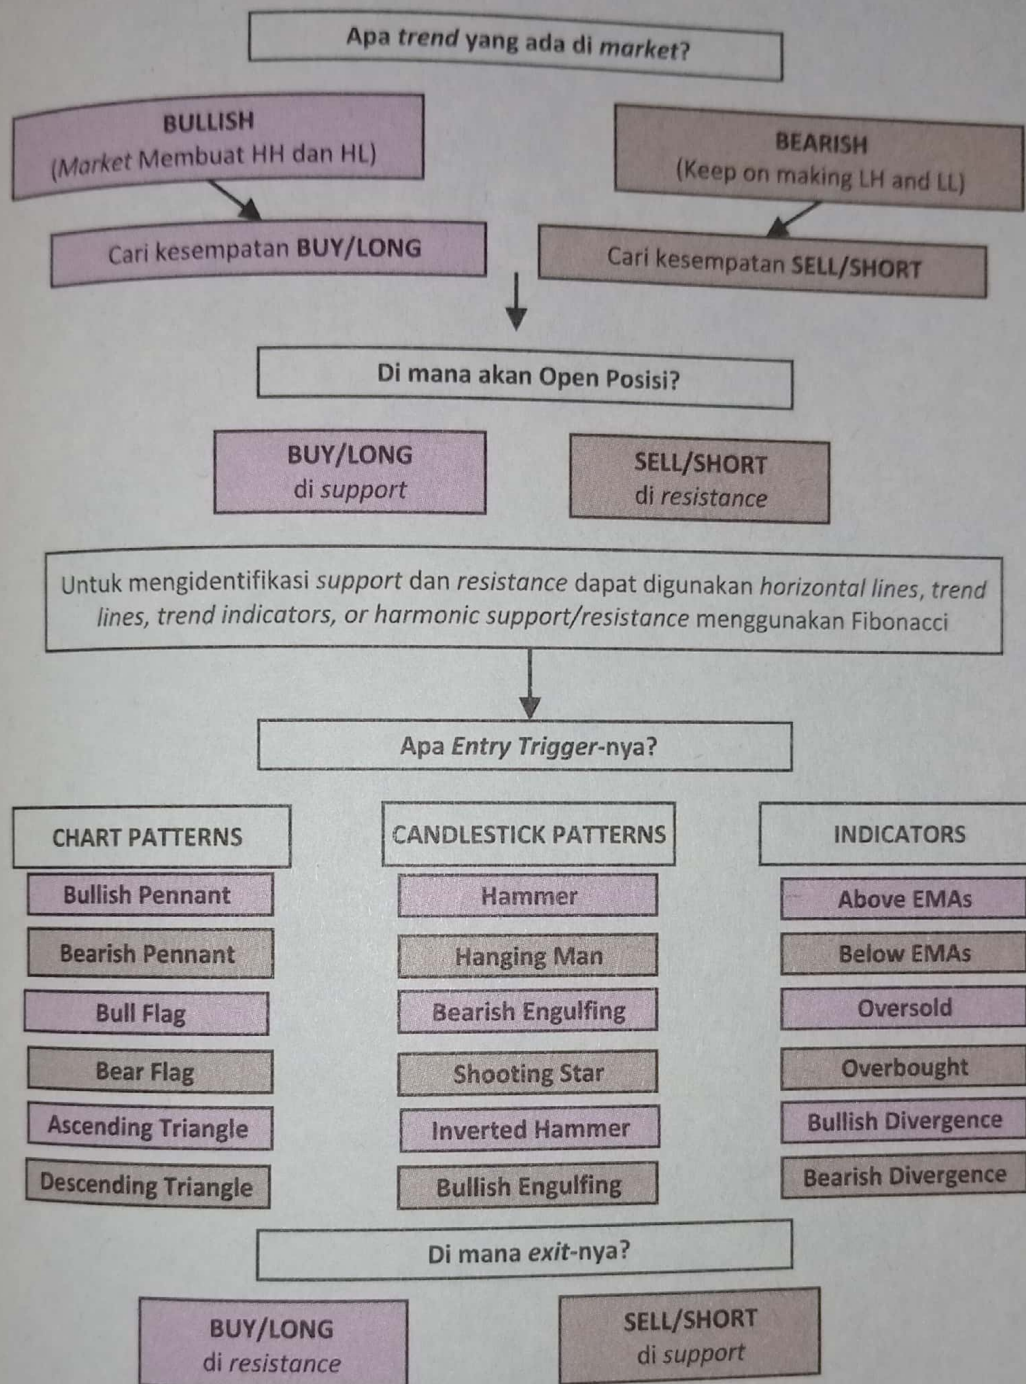 Apa trend yang ada di market?
BULLISH
(Market Membuat HH dan HL)
BEARISH
(Keep on making LH and LL)
Cari kesempatan BUY/LONG
Cari kesempatan SELL/SHORT
Di mana akan Open Posisi?
BUY/LONG
di support
SELL/SHORT
di resistance
Untuk mengidentifikasi support dan resistance dapat digunakan horizontal lines, trend
lines, trend indicators, or harmonic support/resistance menggunakan Fibonacci
Apa Entry Trigger-nya?
CHART PATTERNS
Bullish Pennant
Bearish Pennant
Bull Flag
Bear Flag
Ascending Triangle
Descending Triangle
CANDLESTICK PATTERNS
Hammer
Hanging Man
Bearish Engulfing
Shooting Star
Inverted Hammer
Bullish Engulfing
INDICATORS
Above EMAs
Below EMAs
Oversold
Overbought
Bullish Divergence
Bearish Divergence
Di mana exit-nya?
BUY/LONG
di resistance
SELL/SHORT
di support